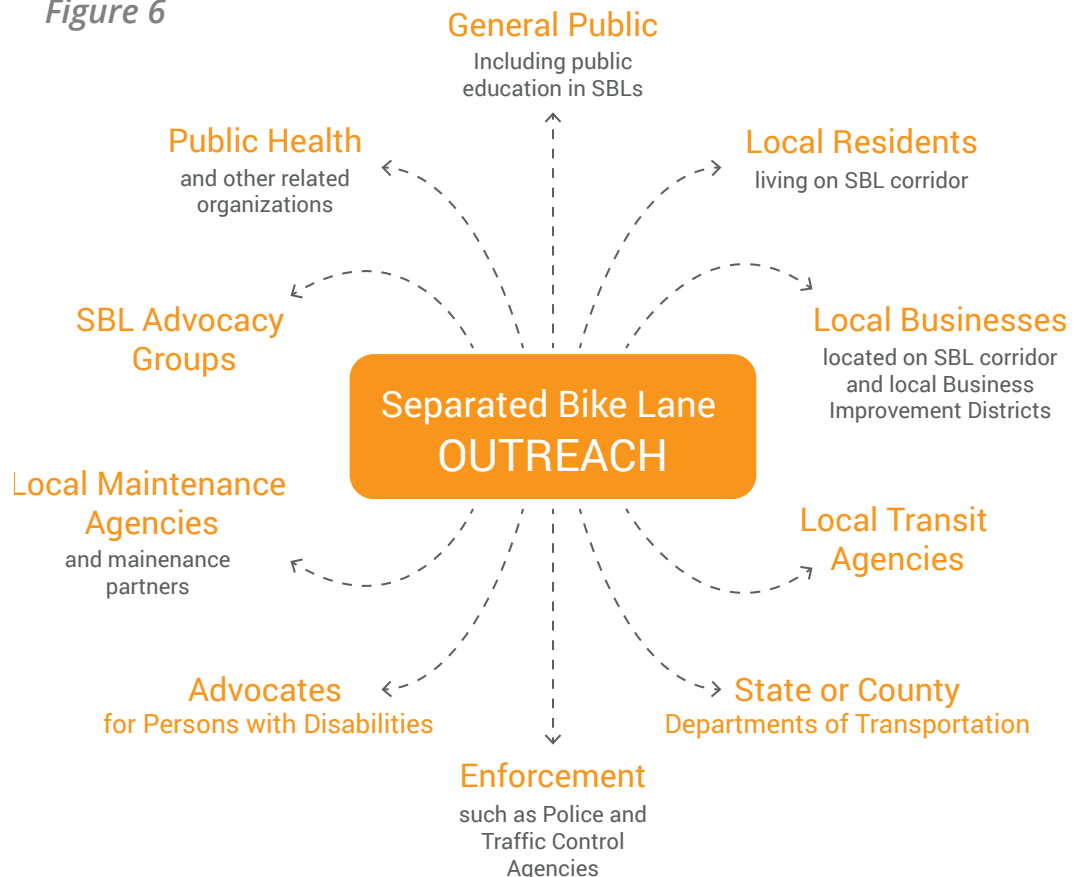 Figure 6
General Public
Including public
education in SBLs
Public Health
and other related
organizations
Local Residents
living on SBL corridor
SBL Advocacy
Groups
Local Businesses
located on SBL corridor
and local Business
Improvement Districts
Separated Bike Lane
OUTREACH
Local Maintenance
Agencies
and mainenance
partners
Local Transit
Agencies
Advocates
for Persons with Disabilities
State or County
Departments of Transportation
Enforcement
such as Police and
Traffic Control
Agencies